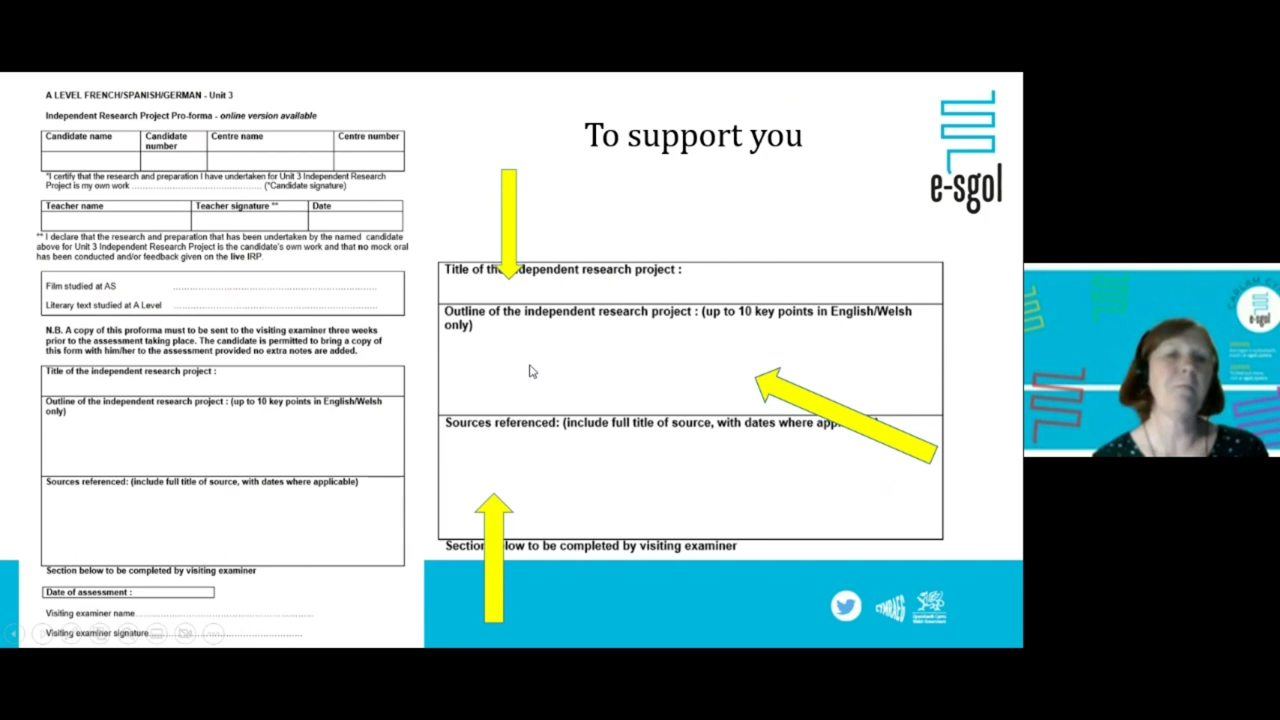 A LEVEL FRENCH/SPANISH/GERMAN - Unit 3
Independent Research Project Pro-forma - online version available
Candidate name
Candidate number
Centre name
Centre number
*I certify that the research and preparation I have undertaken for Unit 3 Independent Research
Project is my own work ................................................ (*Candidate signature)
Teacher name
Teacher signature **
Date
** I declare that the research and preparation that has been undertaken by the named candidate
above for Unit 3 Independent Research Project is the candidate's own work and that no mock oral
has been conducted and/or feedback given on the live IRP.
Film studied at AS
Literary text studied at A Level
N.B. A copy of this proforma must to be sent to the visiting examiner three weeks
prior to the assessment taking place. The candidate is permitted to bring a copy of
this form with him/her to the assessment provided no extra notes are added.
Title of the independent research project :
Outline of the independent research project : (up to 10 key points in English/Welsh
only)
Sources referenced: (include full title of source, with dates where applicable)
Section below to be completed by visiting examiner
Date of assessment :
Visiting examiner name
Visiting examiner signature
To support you
Title of the independent research project :
Outline of the independent research project : (up to 10 key points in English/Welsh
only)
Sources referenced: (include full title of source, with dates where
Section below to be completed by visiting examiner
e-sgol
CYMRAEG
Welsh Government
e-sgol